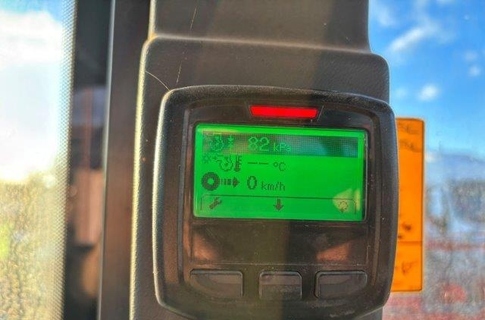 82 kPa
-- °C
0 km/h